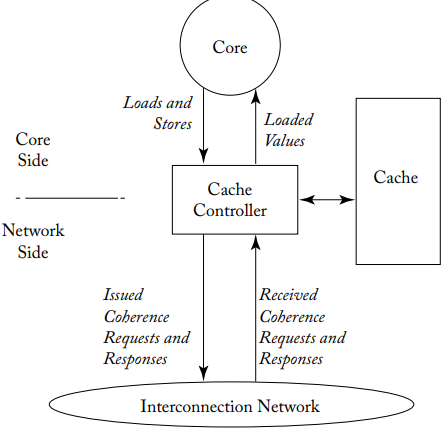 Core
Loads and
Stores
Loaded
Values
Core
Side
Cache
Controller
Cache
Network
Side
Issued
Coherence
Requests and
Responses
Received
Coherence
Requests and
Responses
Interconnection Network